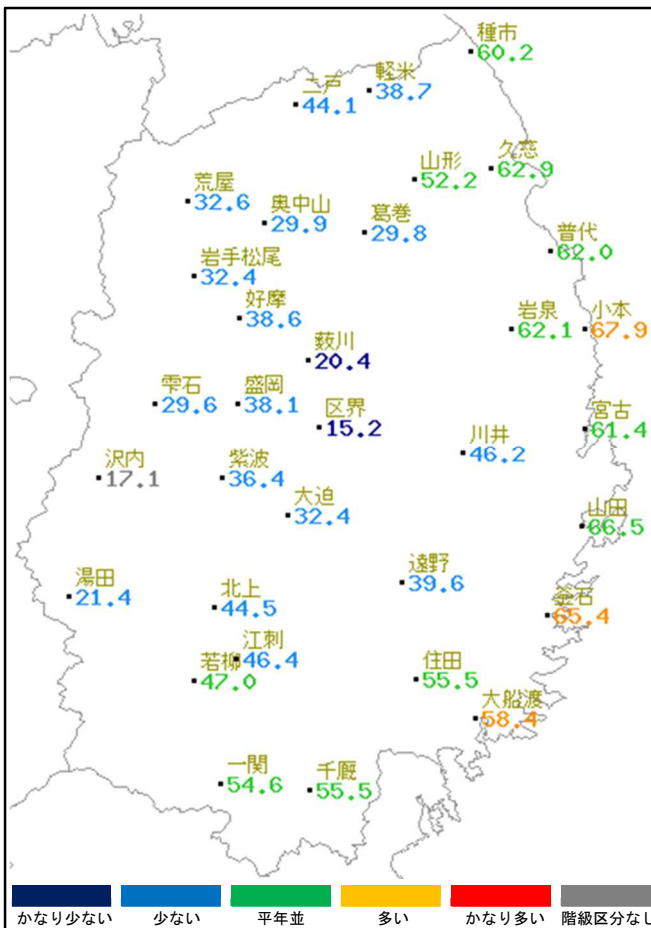 種市
60.2
軽米
38.7
二戸
44.1
久慈
62.9
山形
52.2
荒屋
32.6
奥中山
29.9
葛巻
29.8
普代
62.0
岩手松尾
32.4
好摩
38.6
岩泉
62.1
小本
67.9
薮川
20.4
雫石
29.6
盛岡
38.1
区界
15.2
宮古
61.4
川井
46.2
沢内
17.1
紫波
36.4
大迫
32.4
山田
66.5
遠野
39.6
湯田
21.4
北上
44.5
釜石
65.4
江刺
46.4
若柳
47.0
住田
55.5
大船渡
58.4
一関
54.6
千厩
55.5
かなり少ない 少ない 平年並 多い かなり多い 階級区分なし